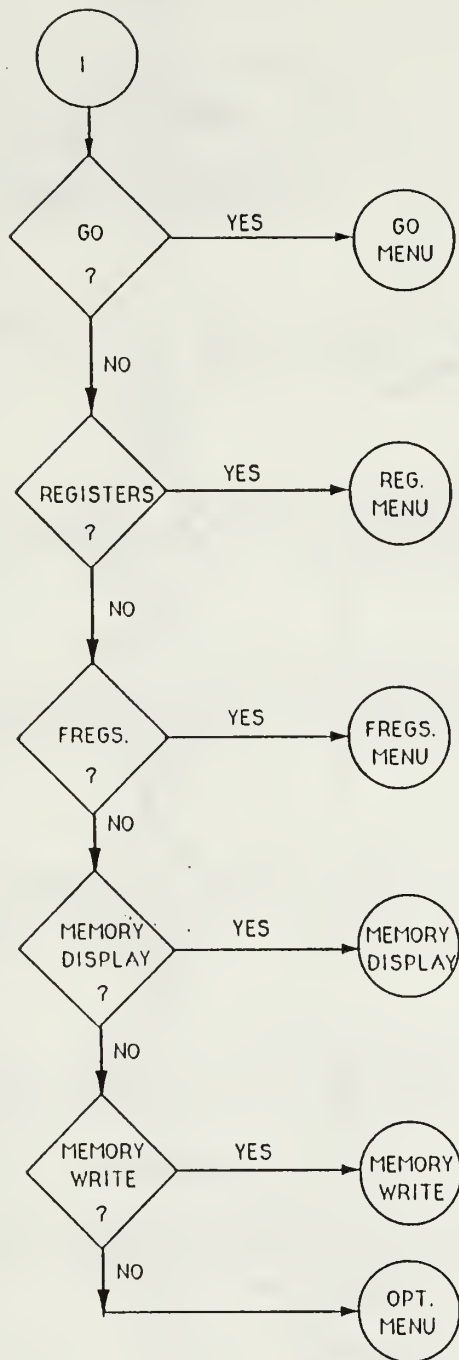 1
GO
?
YES
GO
MENU
NO
REGISTERS
?
YES
REG.
MENU
NO
FREGS.
?
YES
FREGS.
MENU
NO
MEMORY
DISPLAY
?
YES
MEMORY
DISPLAY
NO
MEMORY
WRITE
?
YES
MEMORY
WRITE
NO
OPT.
MENU